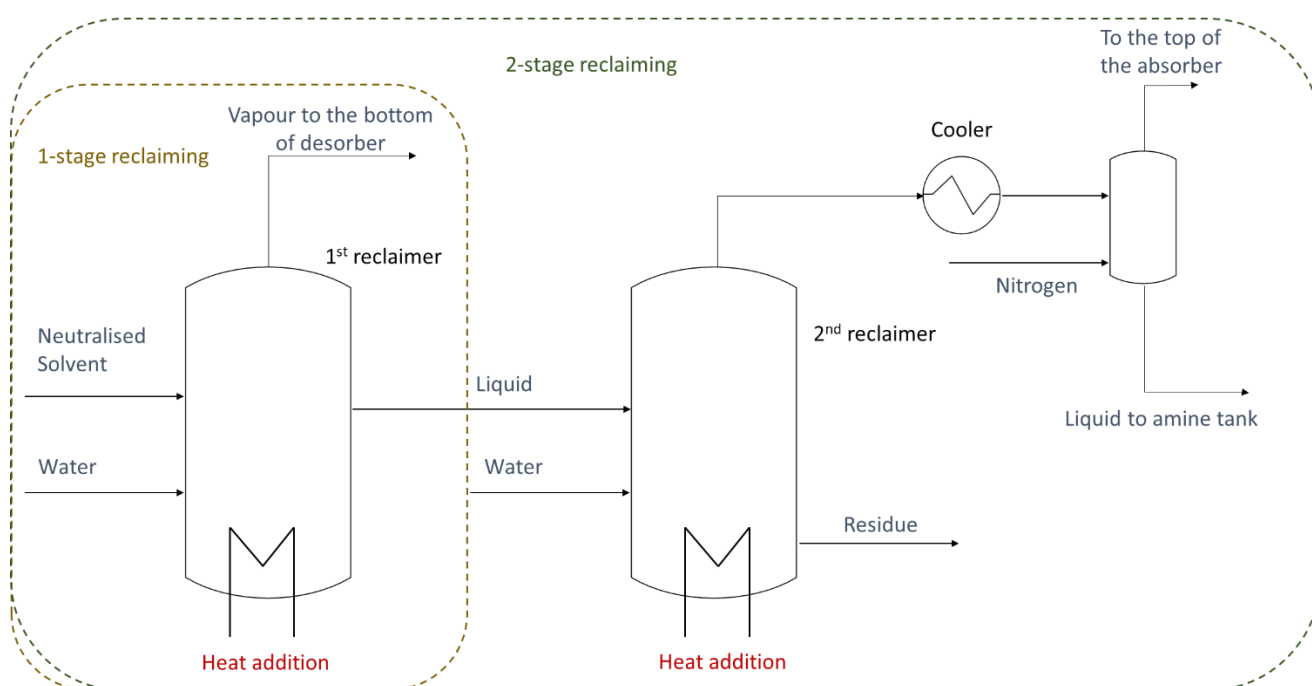 To the top of
the absorber
2-stage reclaiming
Vapour to the bottom
of desorber
Cooler
1-stage reclaiming
1st reclaimer
Nitrogen
Neutralised
Solvent
2nd reclaimer
Liquid
Liquid to amine tank
Water
Water
Residue
Heat addition
Heat addition